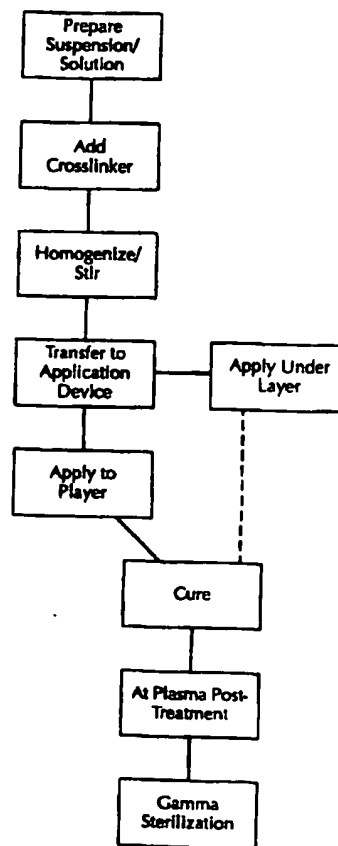 Prepare
Suspension/
Solution
Add
Crosslinker
Homogenize/
Stir
Transfer to
Application
Device
Apply Under
Layer
Apply to
Player
Cure
At Plasma Post-
Treatment
Gamma
Sterilization